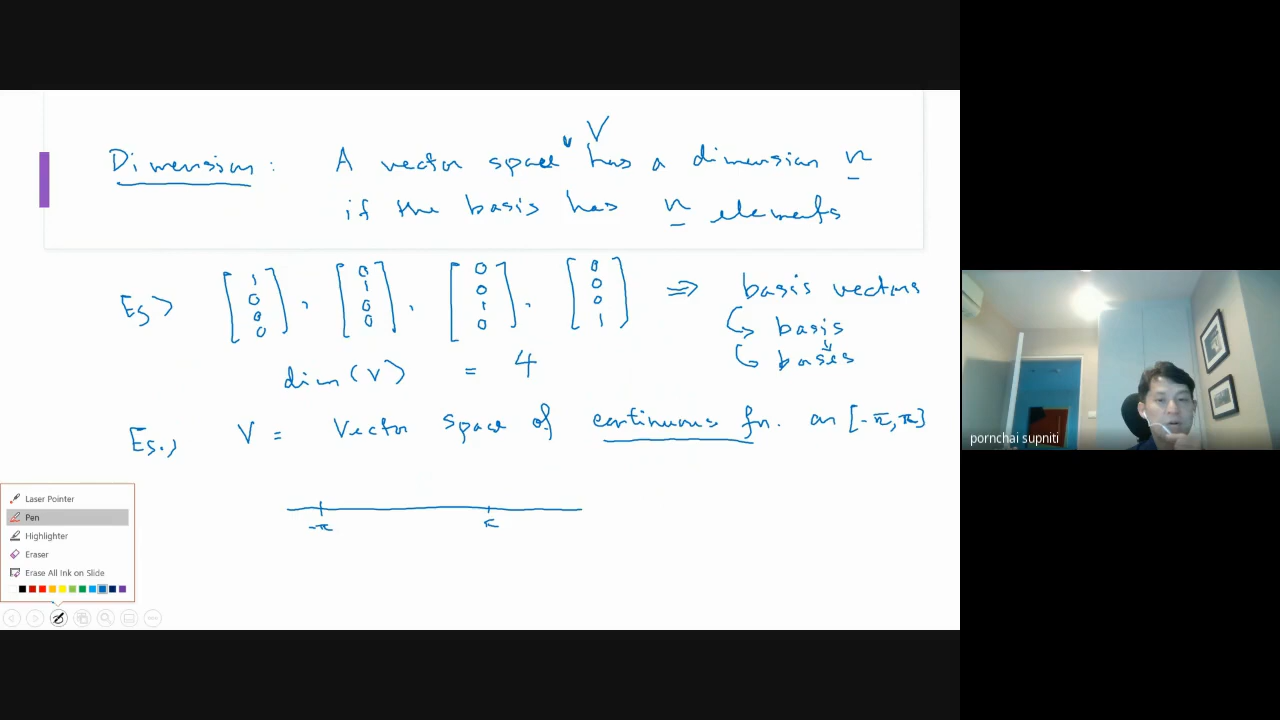 V
Dimension: A vector space has a dimension n
if the basis has n elements
Eg> [1 0 0 0], [0 1 0 0], [0 0 1 0], [0 0 0 1] ⇒ basis vectors
↳ basis
↳ bases
dim(V) = 4
Eg.> V = Vector space of continuous fn. on [-π, π]
-π π
Laser Pointer
Pen
Highlighter
Eraser
Erase All Ink on Slide
pornchai supniti